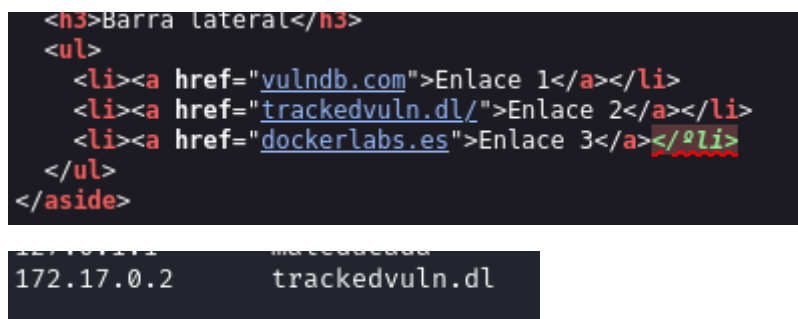 <h3>Barra lateral</h3>
<ul>
<li><a href="vulndb.com">Enlace 1</a></li>
<li><a href="trackedvuln.dl/">Enlace 2</a></li>
<li><a href="dockerlabs.es">Enlace 3</a></ºli>
</ul>
</aside>
172.17.0.2 trackedvuln.dl